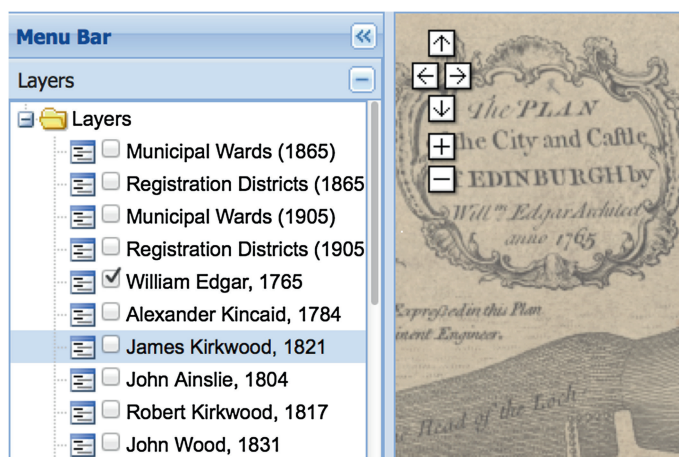 Menu Bar
Layers
Layers
Municipal Wards (1865)
Registration Districts (1865
Municipal Wards (1905)
Registration Districts (1905
William Edgar, 1765
Alexander Kincaid, 1784
James Kirkwood, 1821
John Ainslie, 1804
Robert Kirkwood, 1817
John Wood, 1831
The PLAN
he City and Caſtle
EDINBURGH by
Willᵐ Edgar Architect
anno 1765
Expreſſed in this Plan
inent Engineer.
Head of the Loch